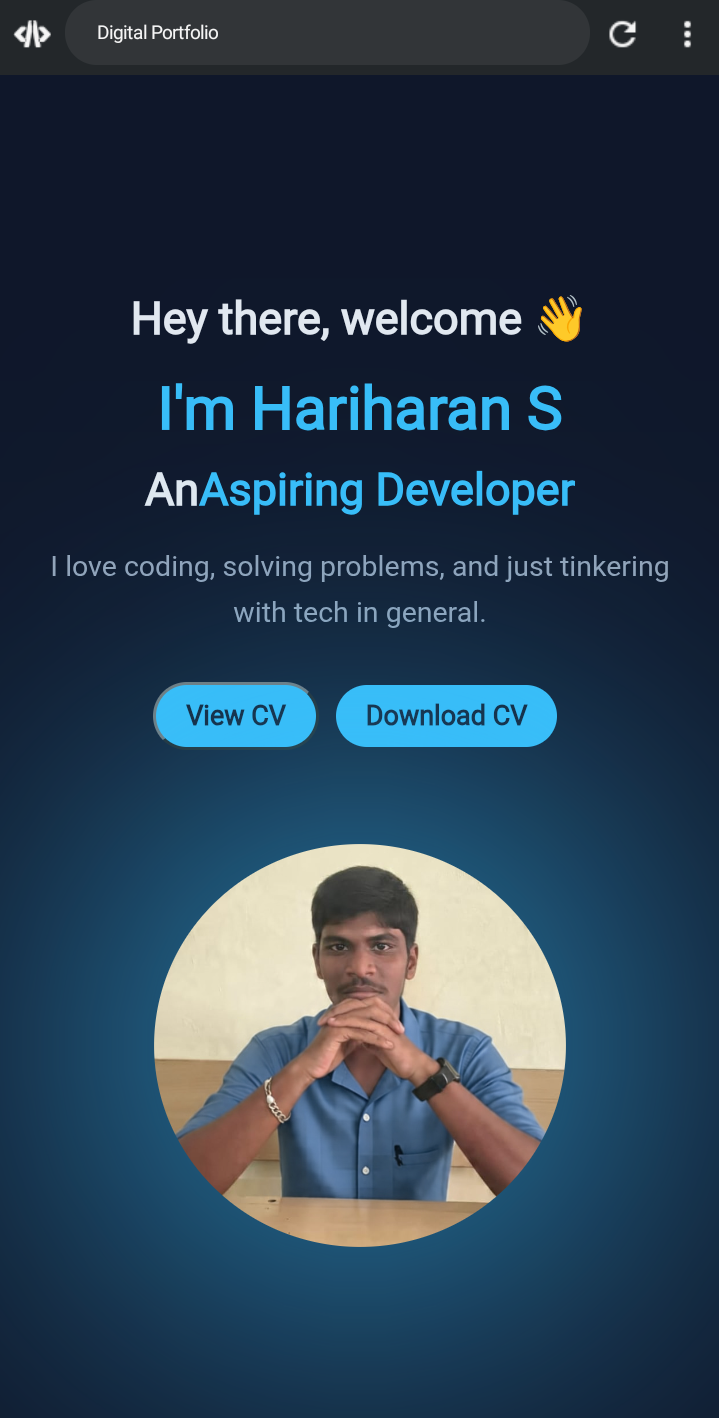 Digital Portfolio
Hey there, welcome 👋
I'm Hariharan S
AnAspiring Developer
I love coding, solving problems, and just tinkering
with tech in general.
View CV Download CV